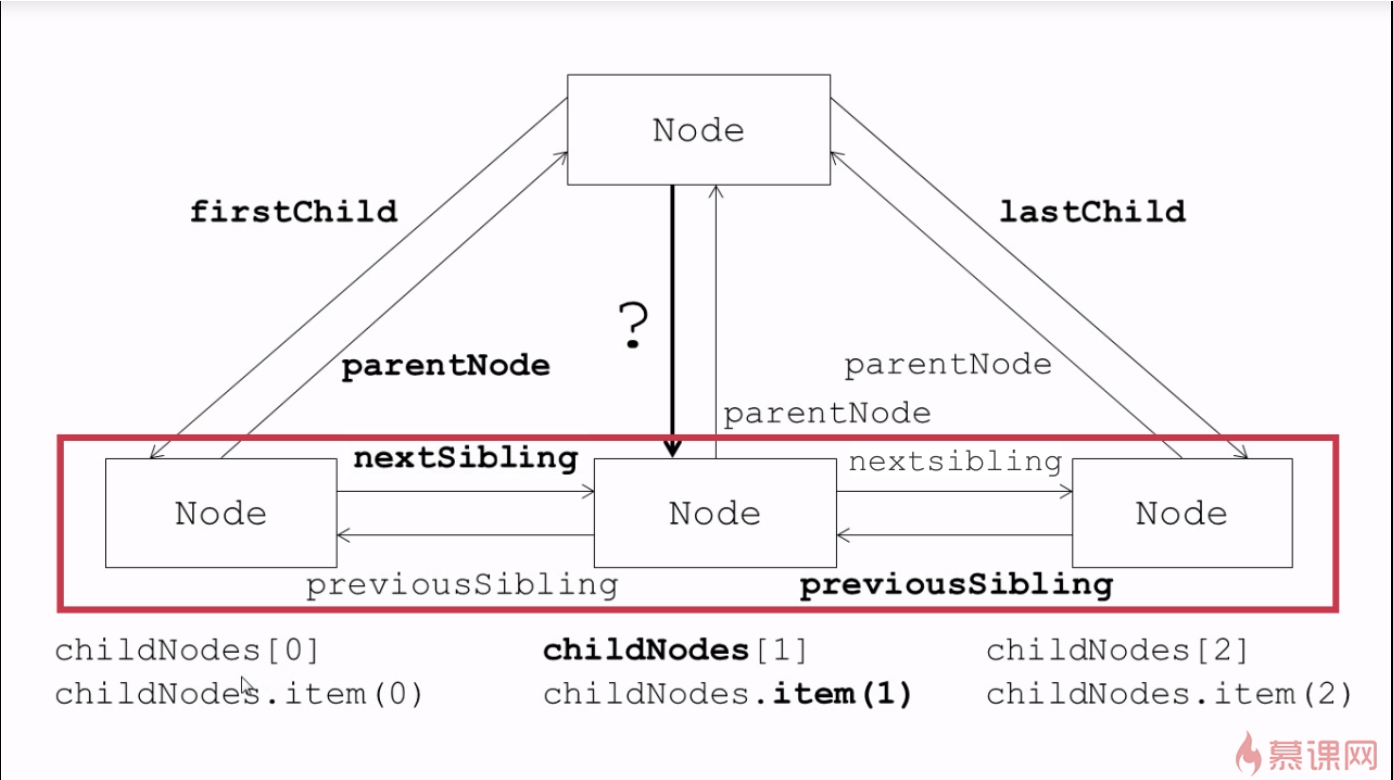 Node
firstChild
lastChild
?
parentNode
parentNode
parentNode
nextSibling
nextsibling
Node
Node
Node
previousSibling
previousSibling
childNodes[0]
childNodes[1]
childNodes[2]
childNodes.item(0)
childNodes.item(1)
childNodes.item(2)
慕课网